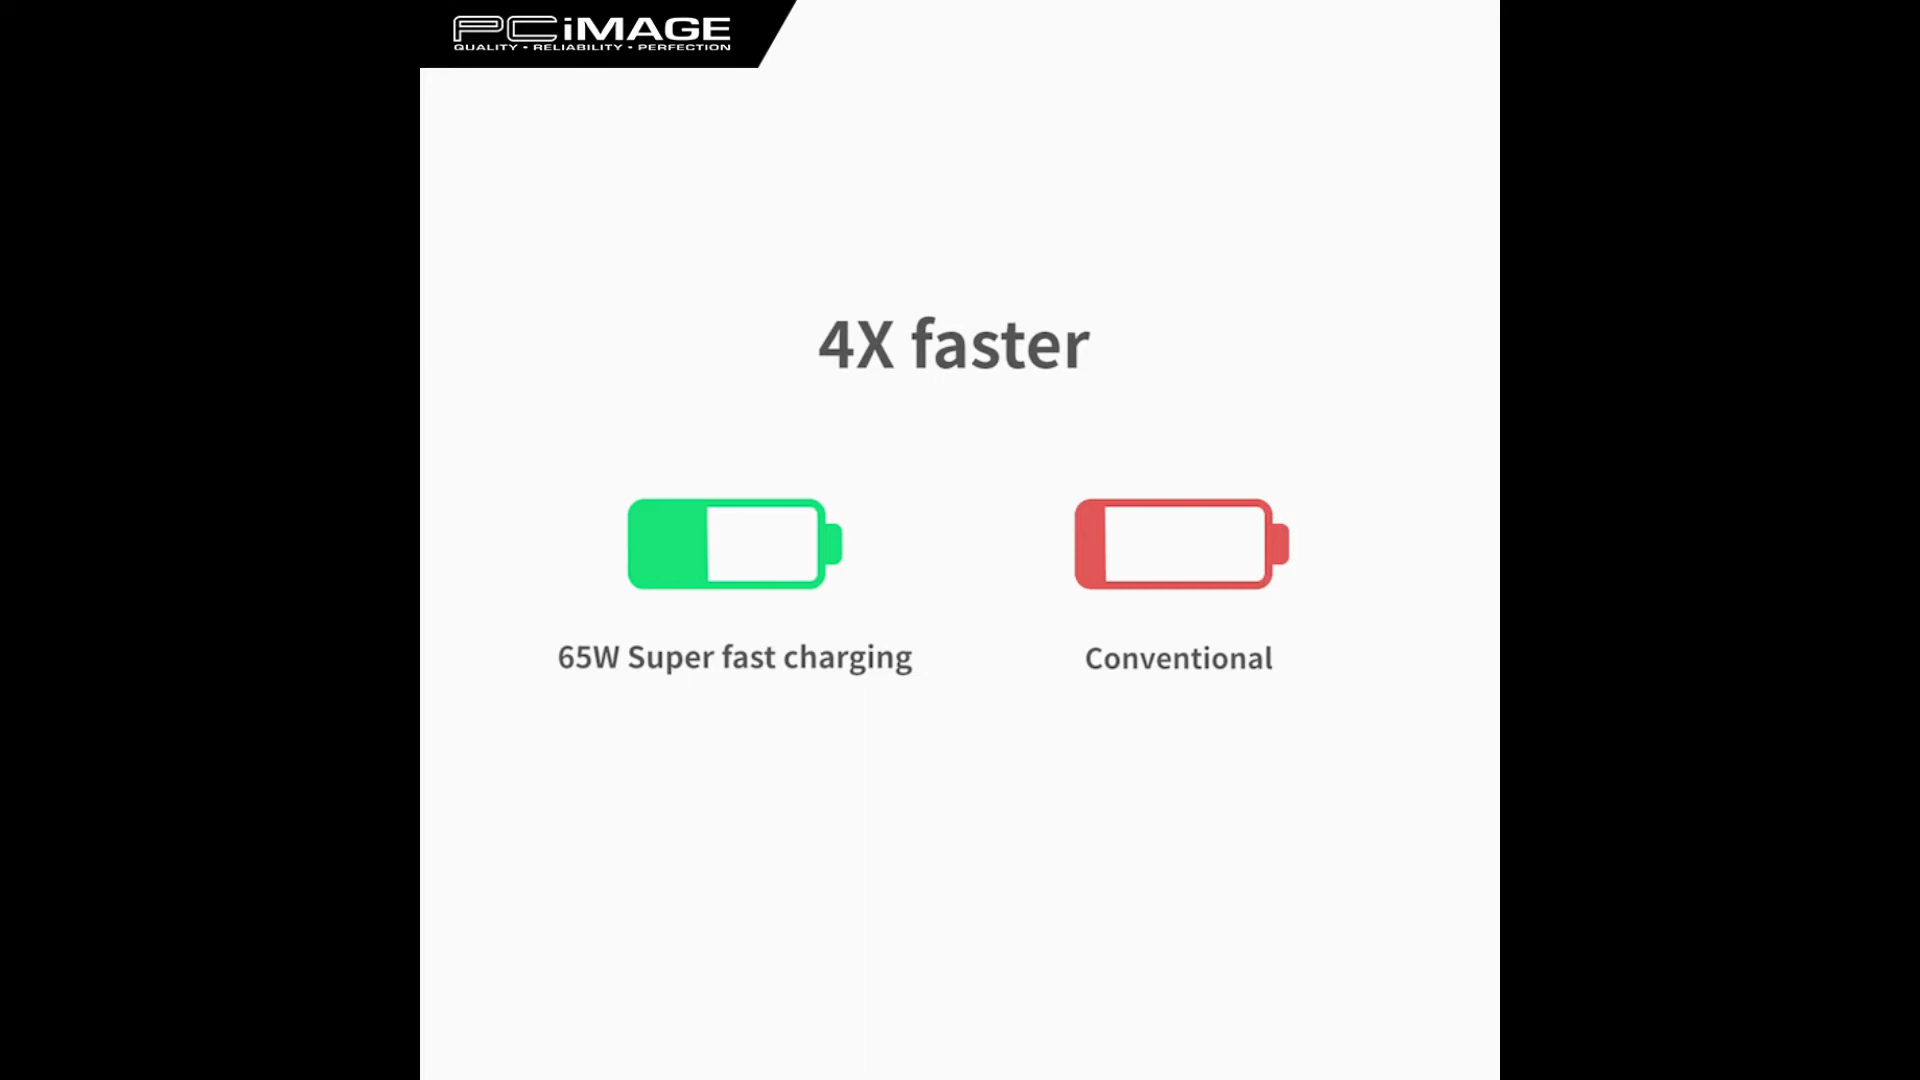 PCiMAGE
QUALITY • RELIABILITY • PERFECTION
4X faster
65W Super fast charging
Conventional